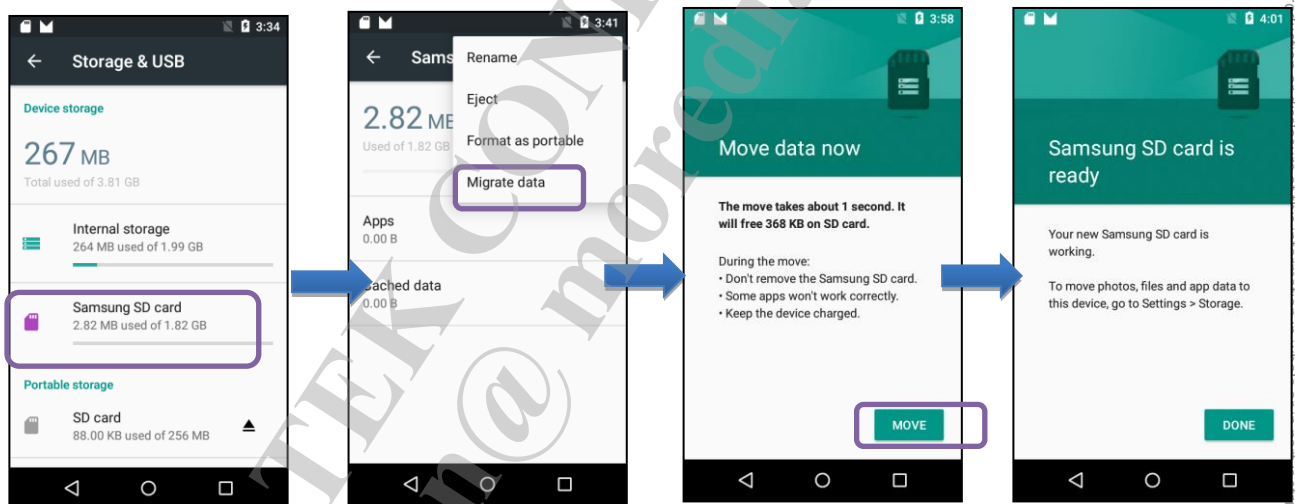 3:34
Storage & USB
Device storage
267 MB
Total used of 3.81 GB
Internal storage
264 MB used of 1.99 GB
Samsung SD card
2.82 MB used of 1.82 GB
Portable storage
SD card
88.00 KB used of 256 MB
3:41
Sams
Rename
Eject
Format as portable
Migrate data
2.82 MB
Used of 1.82 GB
Apps
0.00 B
Cached data
0.00 B
3:58
Move data now
The move takes about 1 second. It
will free 368 KB on SD card.
During the move:
• Don't remove the Samsung SD card.
• Some apps won't work correctly.
• Keep the device charged.
MOVE
4:01
Samsung SD card is
ready
Your new Samsung SD card is
working.
To move photos, files and app data to
this device, go to Settings > Storage.
DONE